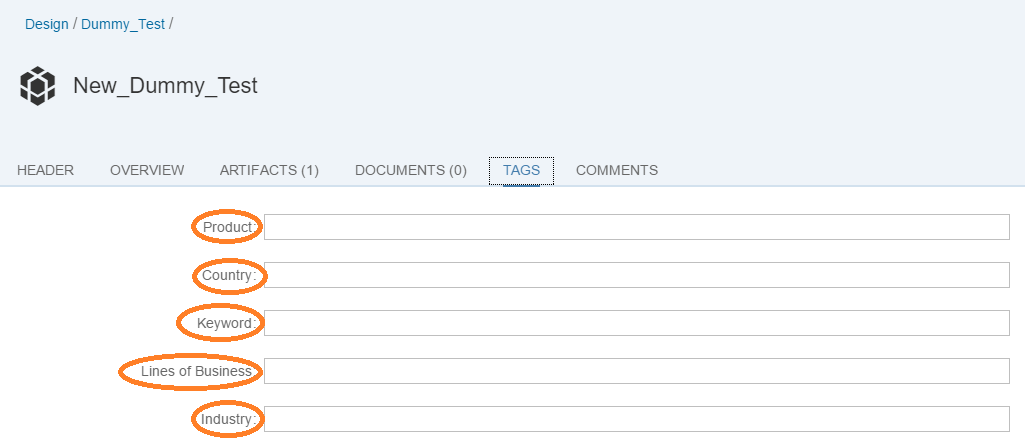 Design / Dummy_Test /
New_Dummy_Test
HEADER OVERVIEW ARTIFACTS (1) DOCUMENTS (0) TAGS COMMENTS
Product:
Country:
Keyword:
Lines of Business
Industry: